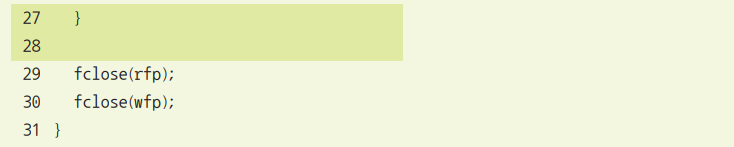 27    }
28
29    fclose(rfp);
30    fclose(wfp);
31 }